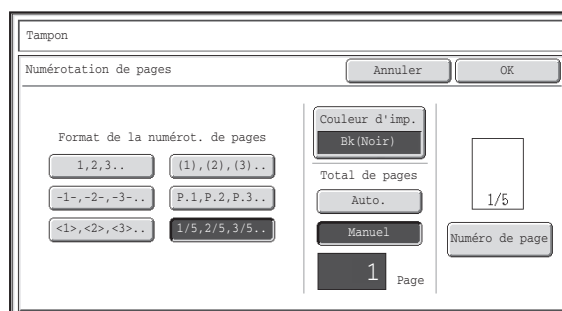 Tampon
Numérotation de pages
Annuler
OK
Format de la numérot. de pages
1,2,3..
(1),(2),(3)..
-1-,-2-,-3-..
P.1,P.2,P.3..
<1>,<2>,<3>..
1/5,2/5,3/5..
Couleur d'imp.
Bk(Noir)
Total de pages
Auto.
Manuel
1 Page
1/5
Numéro de page